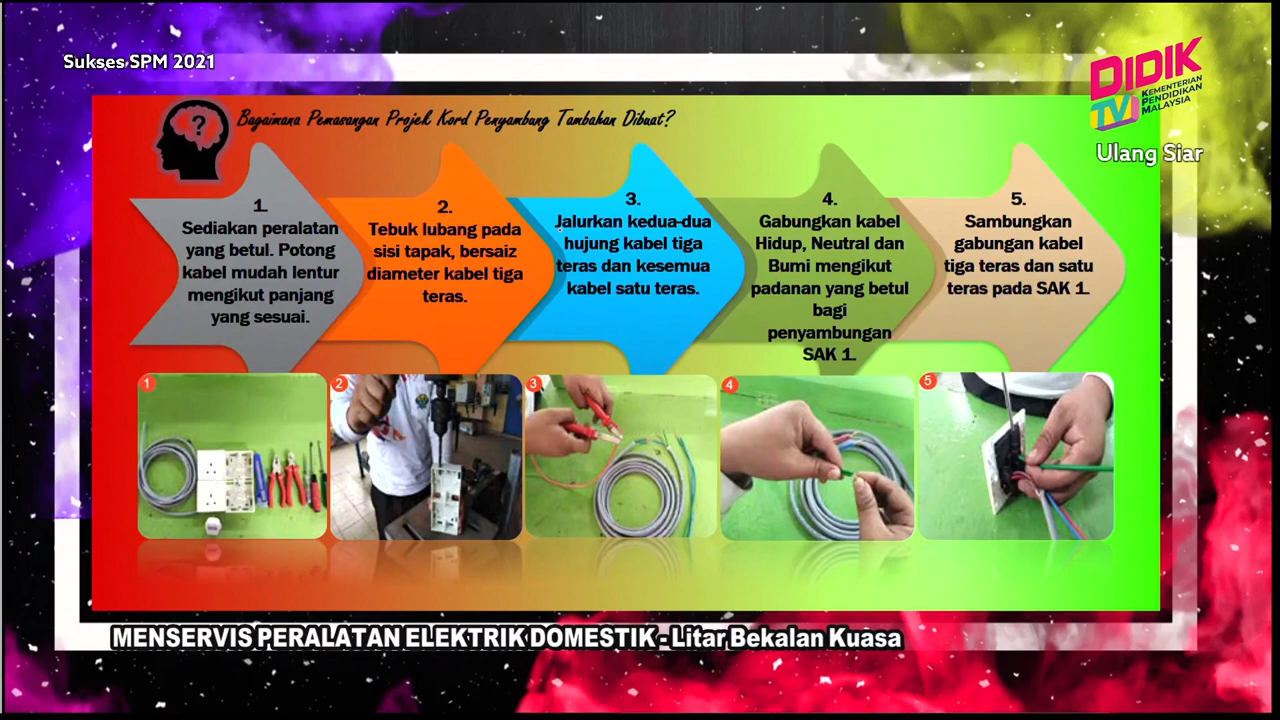 Sukses SPM 2021
DIDIK
TV
KEMENTERIAN
PENDIDIKAN
MALAYSIA
Ulang Siar
?
Bagaimana Pemasangan Projek Kord Penyambung Tambahan Dibuat?
1.
Sediakan peralatan
yang betul. Potong
kabel mudah lentur
mengikut panjang
yang sesuai.
2.
Tebuk lubang pada
sisi tapak, bersaiz
diameter kabel tiga
teras.
3.
Jalurkan kedua-dua
hujung kabel tiga
teras dan kesemua
kabel satu teras.
4.
Gabungkan kabel
Hidup, Neutral dan
Bumi mengikut
padanan yang betul
bagi
penyambungan
SAK 1.
5.
Sambungkan
gabungan kabel
tiga teras dan satu
teras pada SAK 1.
1
2
3
4
5
MENSERVIS PERALATAN ELEKTRIK DOMESTIK - Litar Bekalan Kuasa